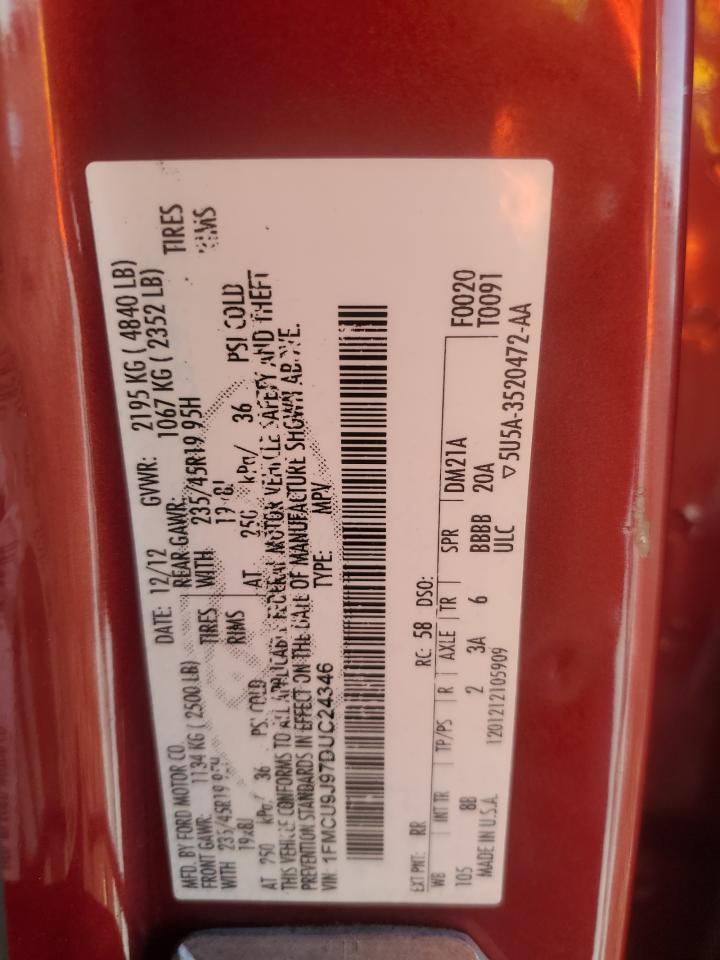 MFD. BY FORD MOTOR CO.
DATE: 12/12 GVWR: 2195 KG ( 4840 LB)
FRONT GAWR: 1134 KG ( 2500 LB) REAR GAWR: 1067 KG ( 2352 LB)
WITH 235/45R19 95H TIRES WITH 235/45R19 95H TIRES
19x8J RIMS 19x8J RIMS
AT 250 kPa/ 36 PSI COLD AT 250 kPa/ 36 PSI COLD
THIS VEHICLE CONFORMS TO ALL APPLICABLE FEDERAL MOTOR VEHICLE SAFETY AND THEFT
PREVENTION STANDARDS IN EFFECT ON THE DATE OF MANUFACTURE SHOWN ABOVE.
VIN: 1FMCU9J97DUC24346 TYPE: MPV
EXT PNT: RR RC: 58 DSO: F0020
WB INT TR TP/PS R AXLE TR SPR T0091
105 8B 2 3A 6 BBBB DM21A
ULC 20A
MADE IN U.S.A. 120121210590​9 ▽5U5A-3520472-AA